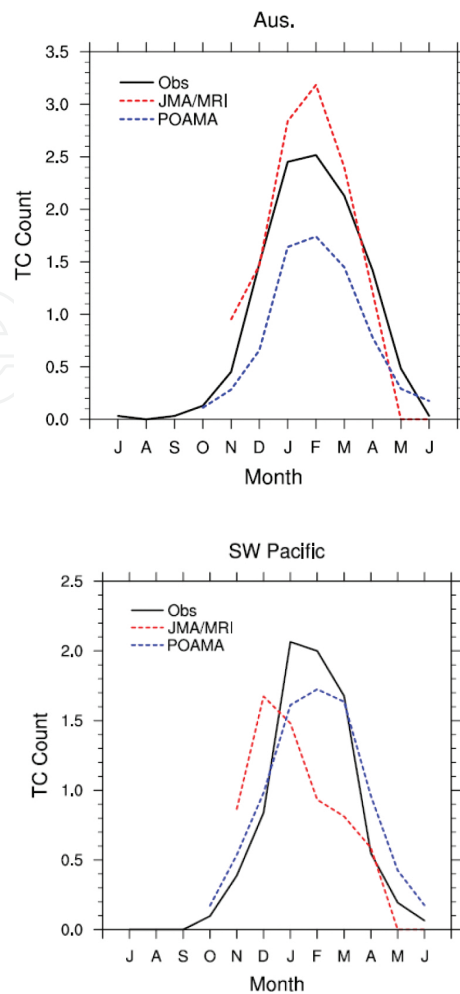 Aus.
3.5
3.0
2.5
2.0
1.5
1.0
0.5
0.0
TC Count
Obs
JMA/MRI
POAMA
J A S O N D J F M A M J
Month
SW Pacific
2.5
2.0
1.5
1.0
0.5
0.0
TC Count
Obs
JMA/MRI
POAMA
J A S O N D J F M A M J
Month